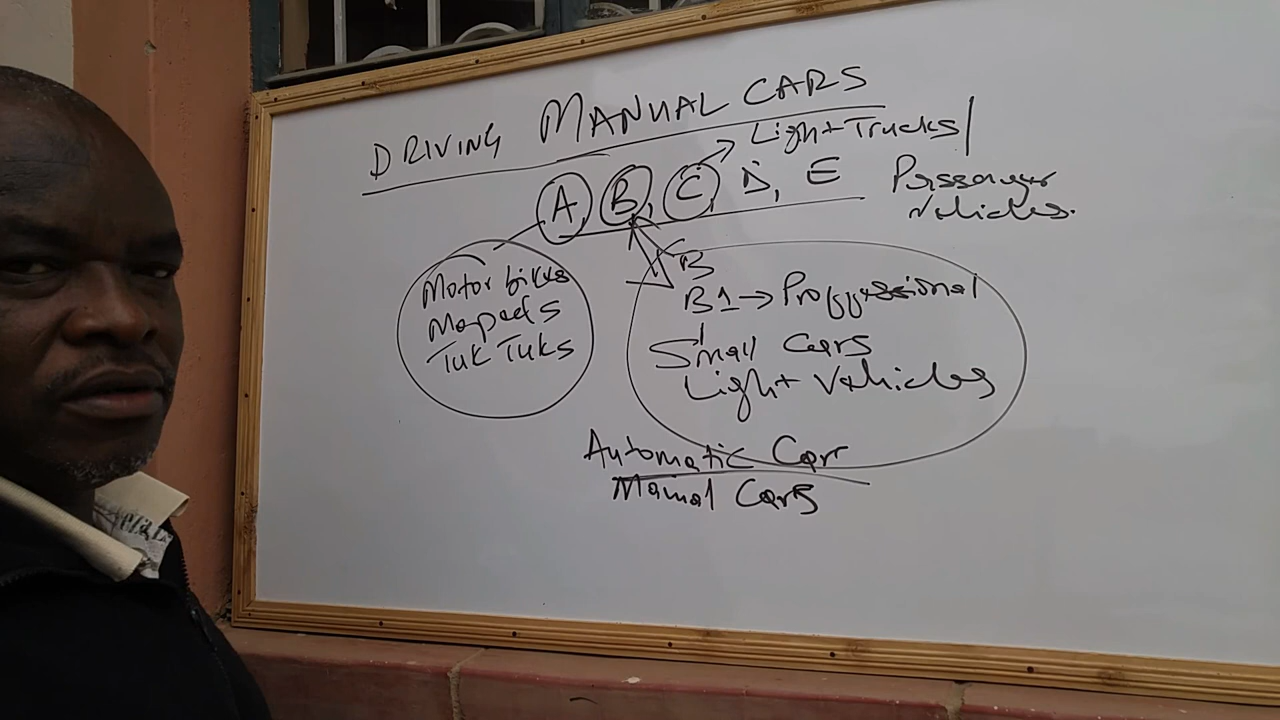 DRIVING MANUAL CARS
Light Trucks/
A, B, C, D, E Passenger
Vehicles.
Motor bikes
Mopeds
Tuk Tuks
B
B1 → Proffessional
Small Cars
Light Vehicles
Automatic Car
Manual Cars